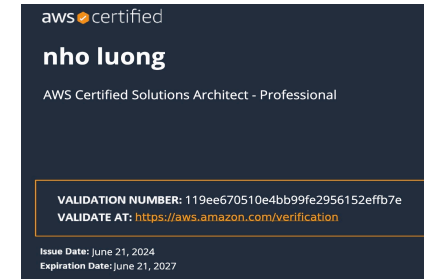 aws certified
nho luong
AWS Certified Solutions Architect - Professional
VALIDATION NUMBER: 119ee670510e4bb99fe2956152effb7e
VALIDATE AT: https://aws.amazon.com/verification
Issue Date: June 21, 2024
Expiration Date: June 21, 2027